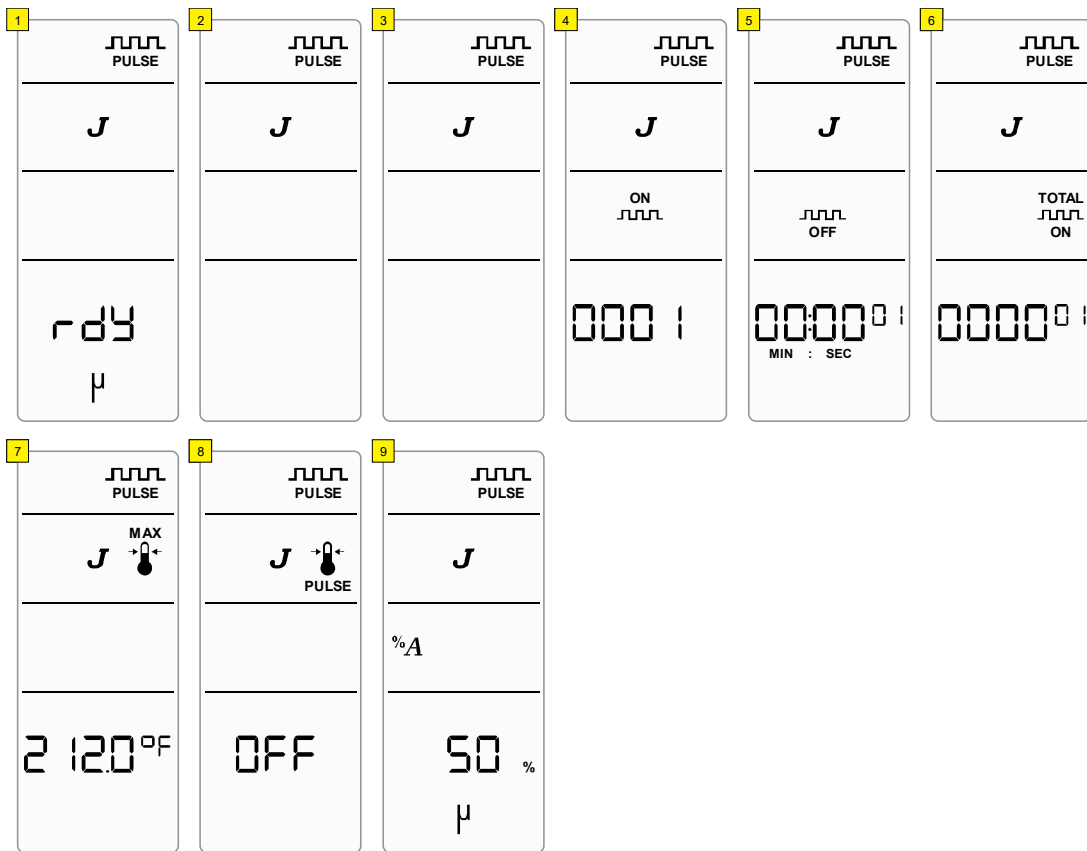 1
PULSE
J
rdY
µ
2
PULSE
J
3
PULSE
J
4
PULSE
J
ON
0001
5
PULSE
J
OFF
00:00 01
MIN : SEC
6
PULSE
J
TOTAL
ON
0000 01
7
PULSE
MAX
J
212.0 °F
8
PULSE
J
PULSE
OFF
9
PULSE
J
%A
50 %
µ